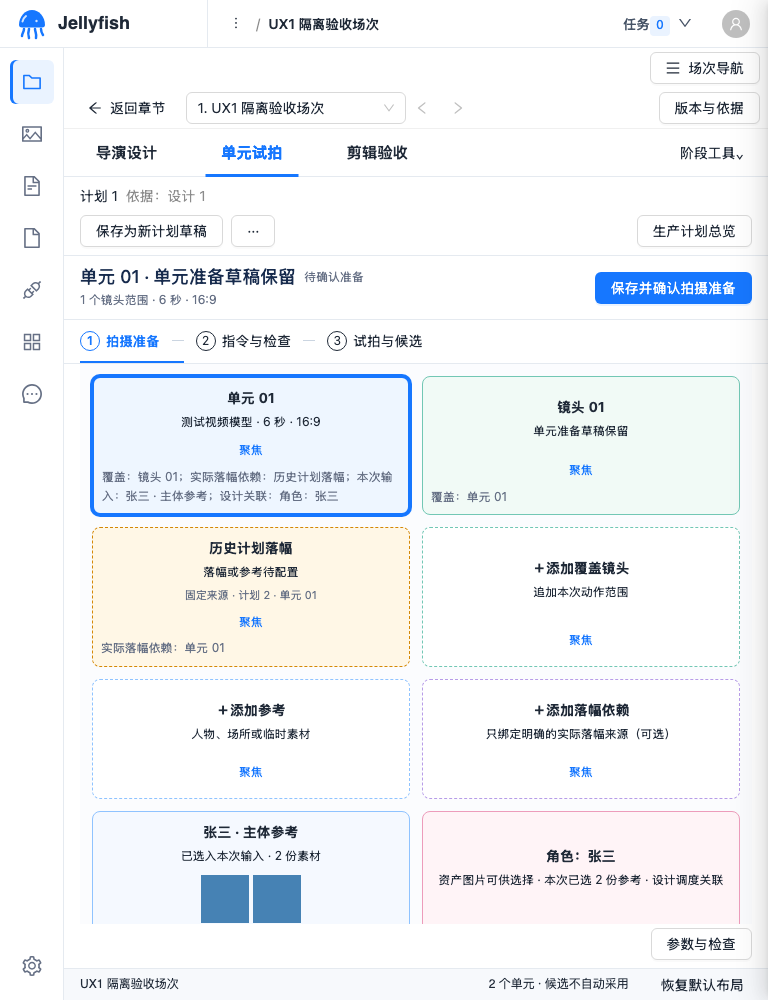 Jellyfish
/ UX1 隔离验收场次
任务 0
场次导航
返回章节
1. UX1 隔离验收场次
版本与依据
导演设计
单元试拍
剪辑验收
阶段工具
计划 1 依据：设计 1
保存为新计划草稿
...
生产计划总览
单元 01 · 单元准备草稿保留 待确认准备
1 个镜头范围 · 6 秒 · 16:9
保存并确认拍摄准备
1 拍摄准备
2 指令与检查
3 试拍与候选
单元 01
测试视频模型 · 6 秒 · 16:9
聚焦
覆盖：镜头 01；实际落幅依赖：历史计划落幅；本次输
入：张三 · 主体参考；设计关联：角色：张三
镜头 01
单元准备草稿保留
聚焦
覆盖：单元 01
历史计划落幅
落幅或参考待配置
固定来源 · 计划 2 · 单元 01
聚焦
实际落幅依赖：单元 01
＋添加覆盖镜头
追加本次动作范围
聚焦
＋添加参考
人物、场所或临时素材
聚焦
＋添加落幅依赖
只绑定明确的实际落幅来源（可选）
聚焦
张三 · 主体参考
已选入本次输入 · 2 份素材
角色：张三
资产图片可供选择 · 本次已选 2 份参考 · 设计调度关联
参数与检查
UX1 隔离验收场次
2 个单元 · 候选不自动采用
恢复默认布局